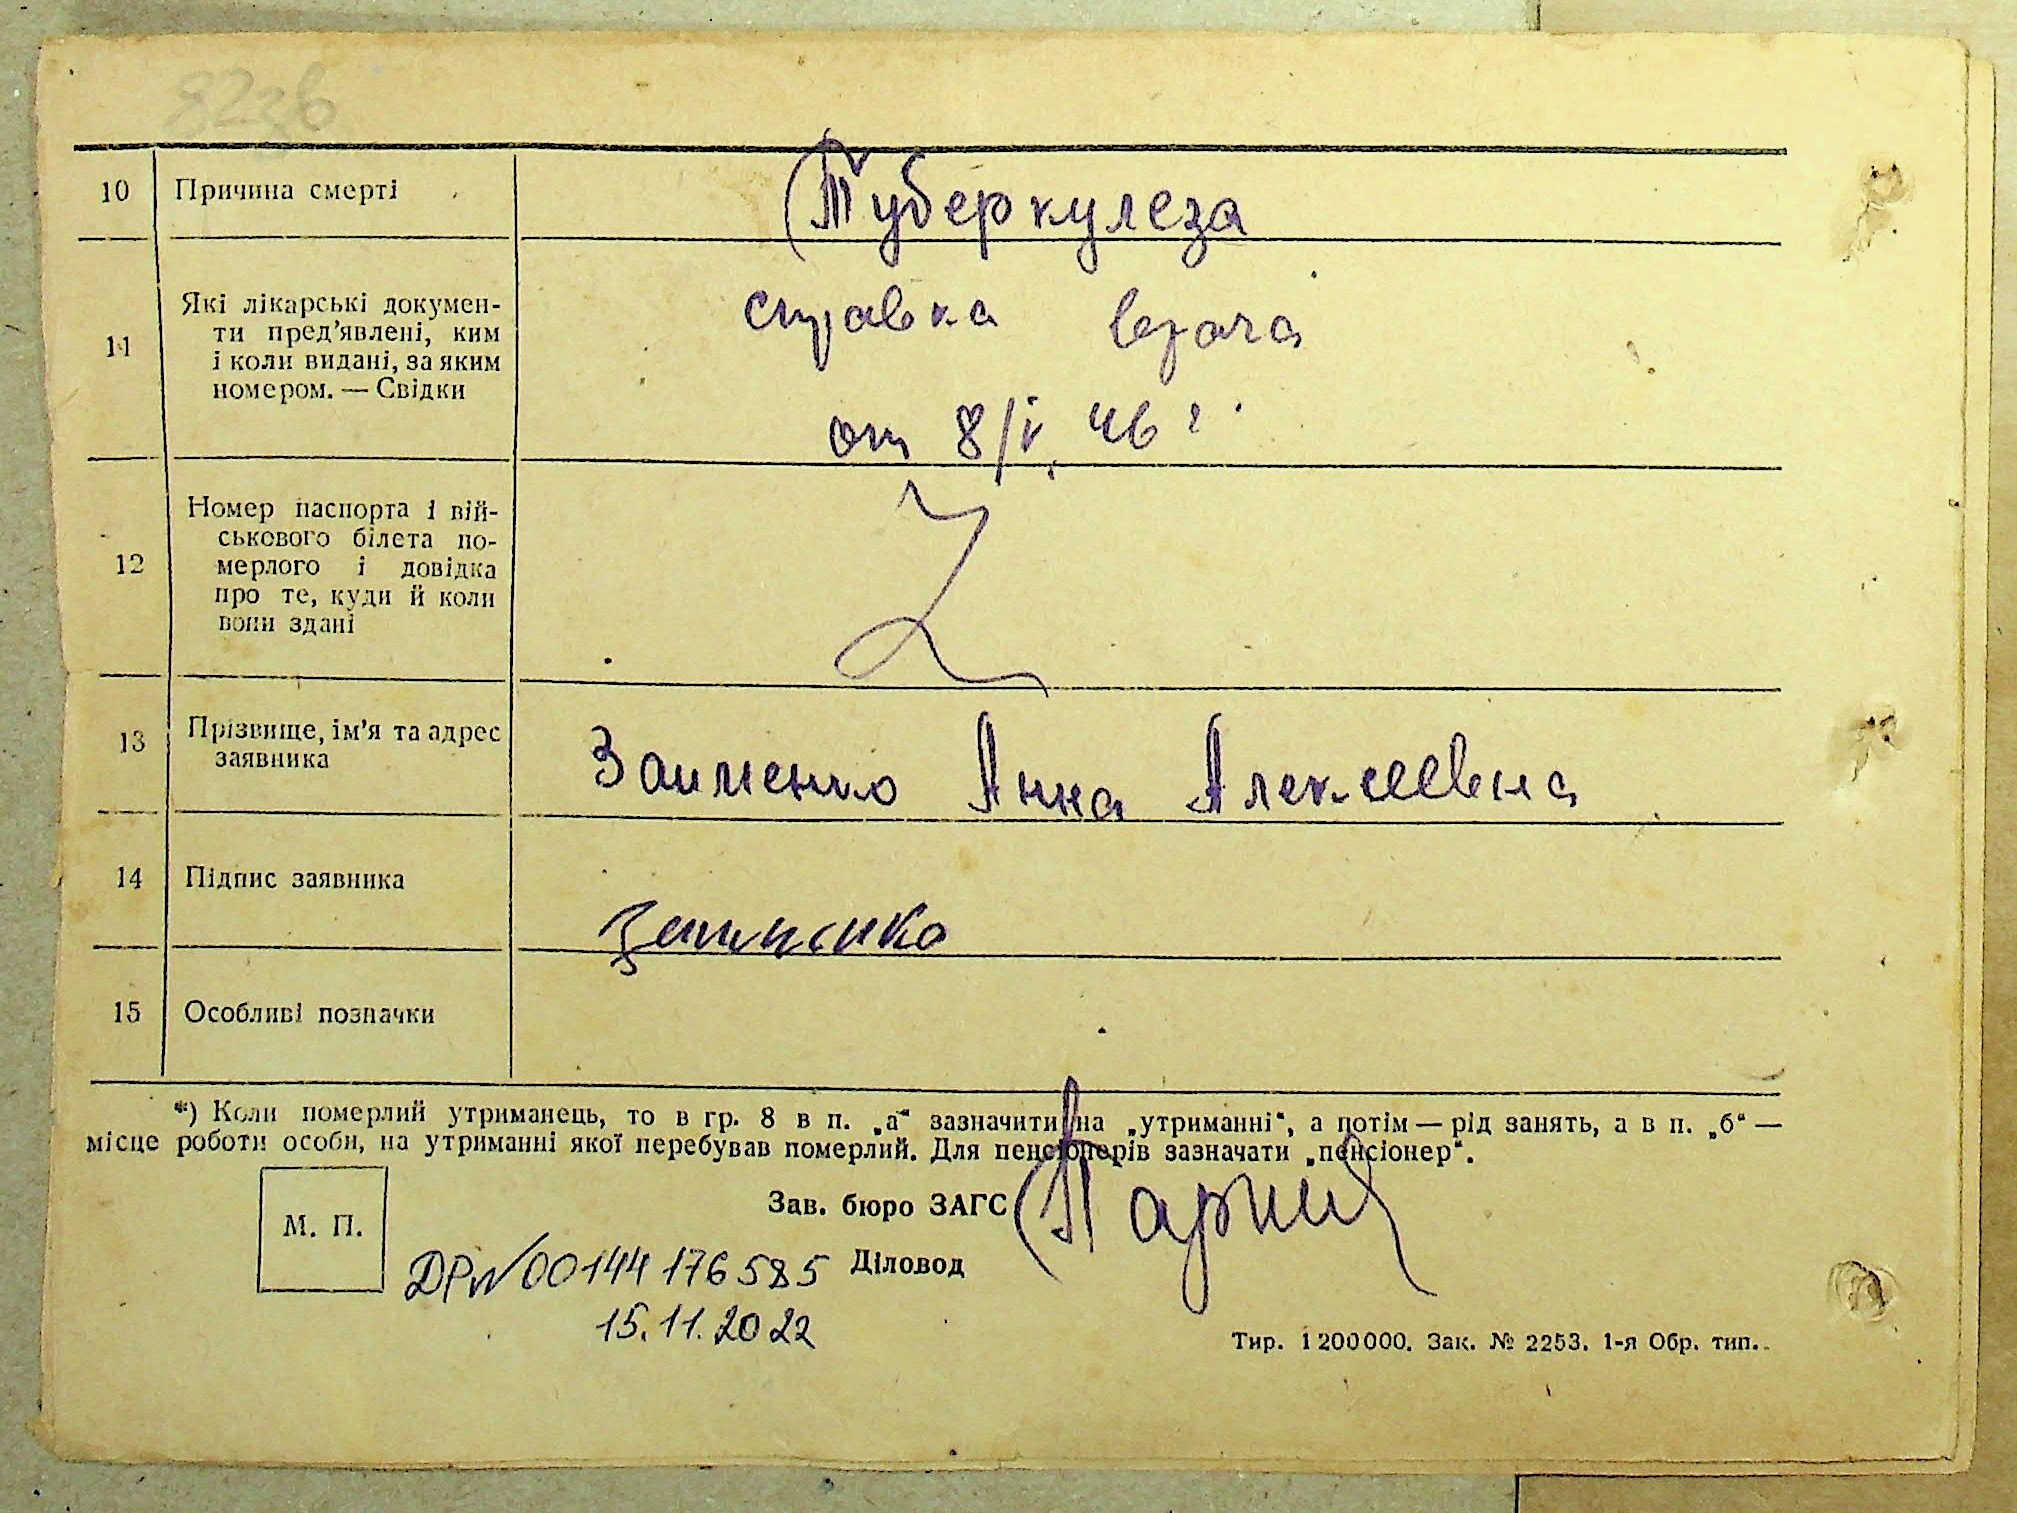 82зв
10 Причина смерті Туберкулеза
11 Які лікарські докумен-
ти пред’явлені, ким
і коли видані, за яким
номером. — Свідки
справка врача
от 8/V. 46 г.
12 Номер паспорта і вій-
ськового білета по-
мерлого і довідка
про те, куди й коли
вони здані
Z
13 Прізвище, ім’я та адрес
заявника
Заименко Анна Алексеевна
14 Підпис заявника
Заименко
15 Особливі позначки
*) Коли померлий утриманець, то в гр. 8 в п. „а“ зазначити на „утриманні“, а потім — рід занять, а в п. „б“ —
місце роботи особи, на утриманні якої перебував померлий. Для пенсіонерів зазначати „пенсіонер“.
Зав. бюро ЗАГС
М. П.
ДР№00144176585 Діловод
15.11.2022
Тир. 1200000. Зак. № 2253. 1-я Обр. тип.